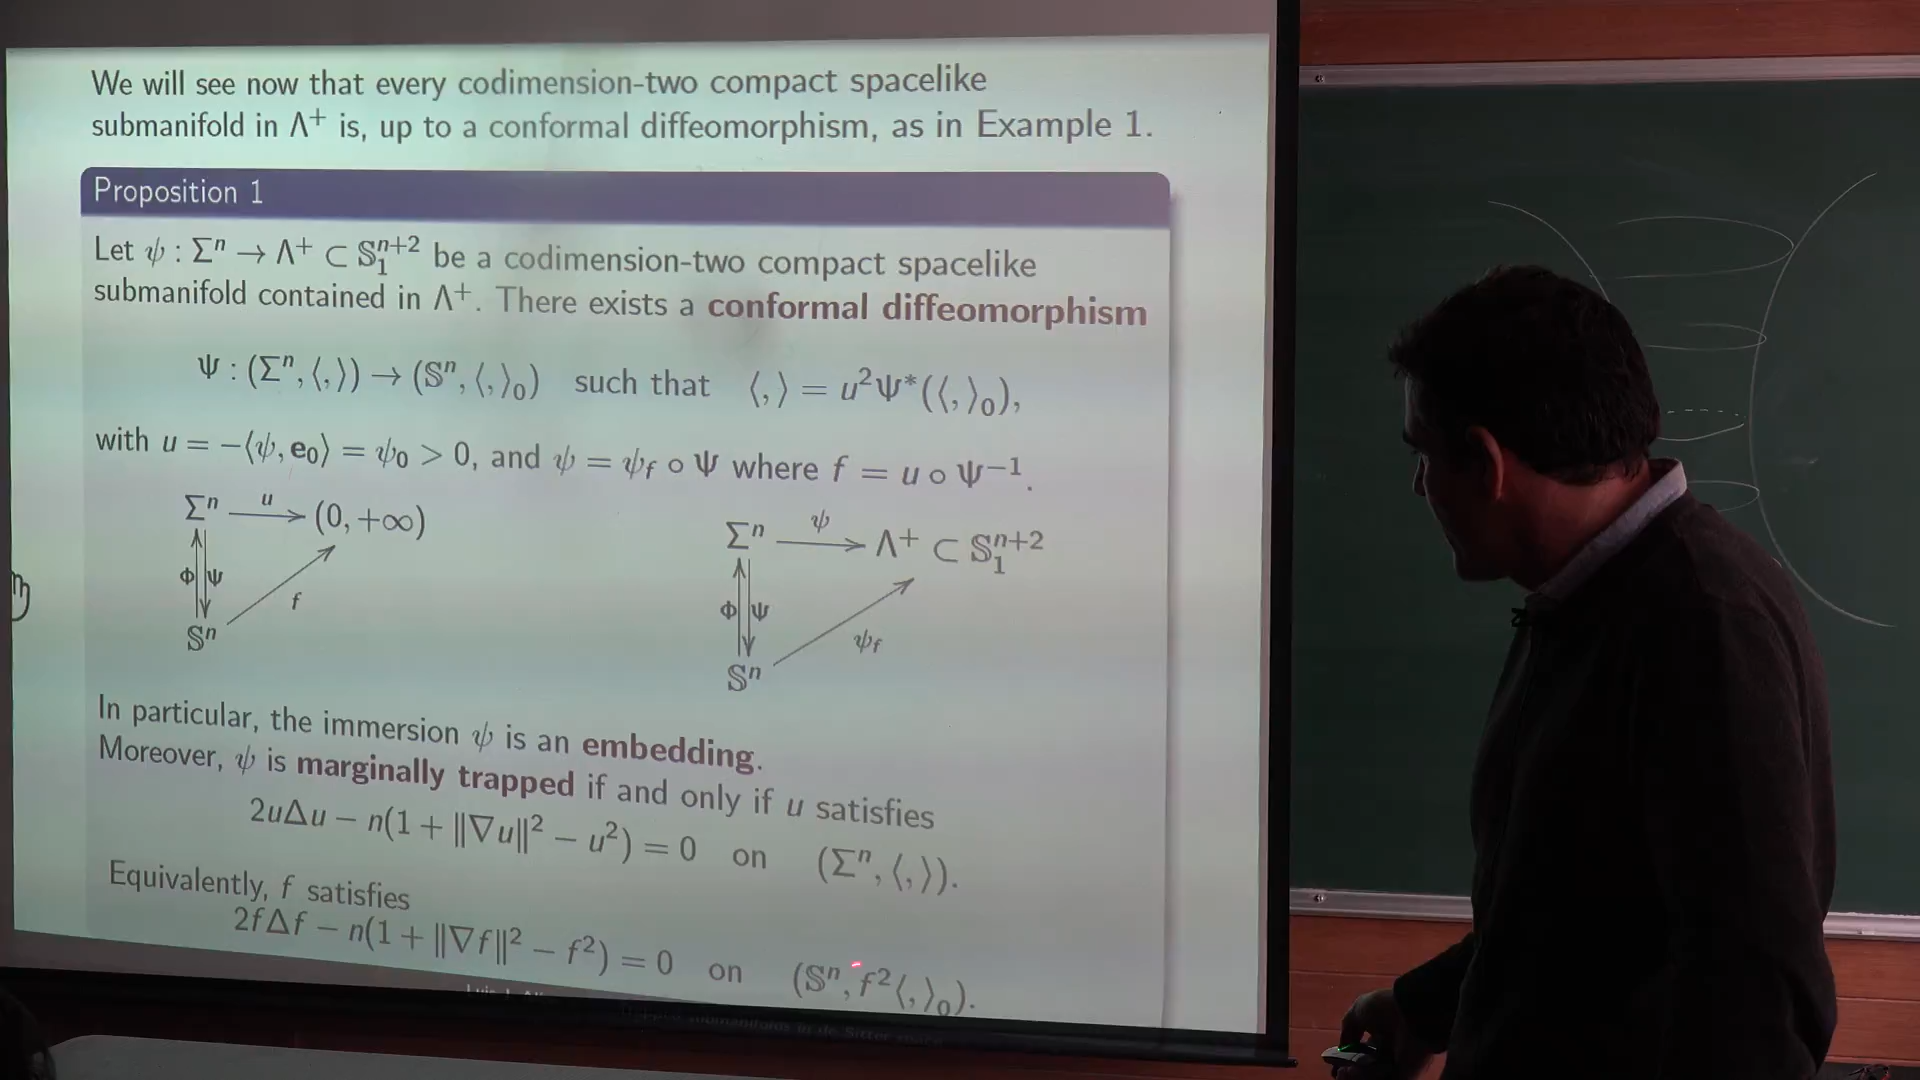 We will see now that every codimension-two compact spacelike
submanifold in Λ⁺ is, up to a conformal diffeomorphism, as in Example 1.
Proposition 1
Let ψ : Σⁿ → Λ⁺ ⊂ 𝕊₁ⁿ⁺² be a codimension-two compact spacelike
submanifold contained in Λ⁺. There exists a conformal diffeomorphism
Ψ : (Σⁿ, ⟨,⟩) → (𝕊ⁿ, ⟨,⟩₀) such that ⟨,⟩ = u²Ψ*(⟨,⟩₀),
with u = −⟨ψ, e₀⟩ = ψ₀ > 0, and ψ = ψ_f ∘ Ψ where f = u ∘ Ψ⁻¹.
Σⁿ u (0, +∞)
Φ Ψ f
𝕊ⁿ
Σⁿ ψ Λ⁺ ⊂ 𝕊₁ⁿ⁺²
Φ Ψ ψ_f
𝕊ⁿ
In particular, the immersion ψ is an embedding.
Moreover, ψ is marginally trapped if and only if u satisfies
2uΔu − n(1 + ‖∇u‖² − u²) = 0 on (Σⁿ, ⟨,⟩).
Equivalently, f satisfies
2fΔf − n(1 + ‖∇f‖² − f²) = 0 on (𝕊ⁿ, f²⟨,⟩₀).
submanifolds in de Sitter space